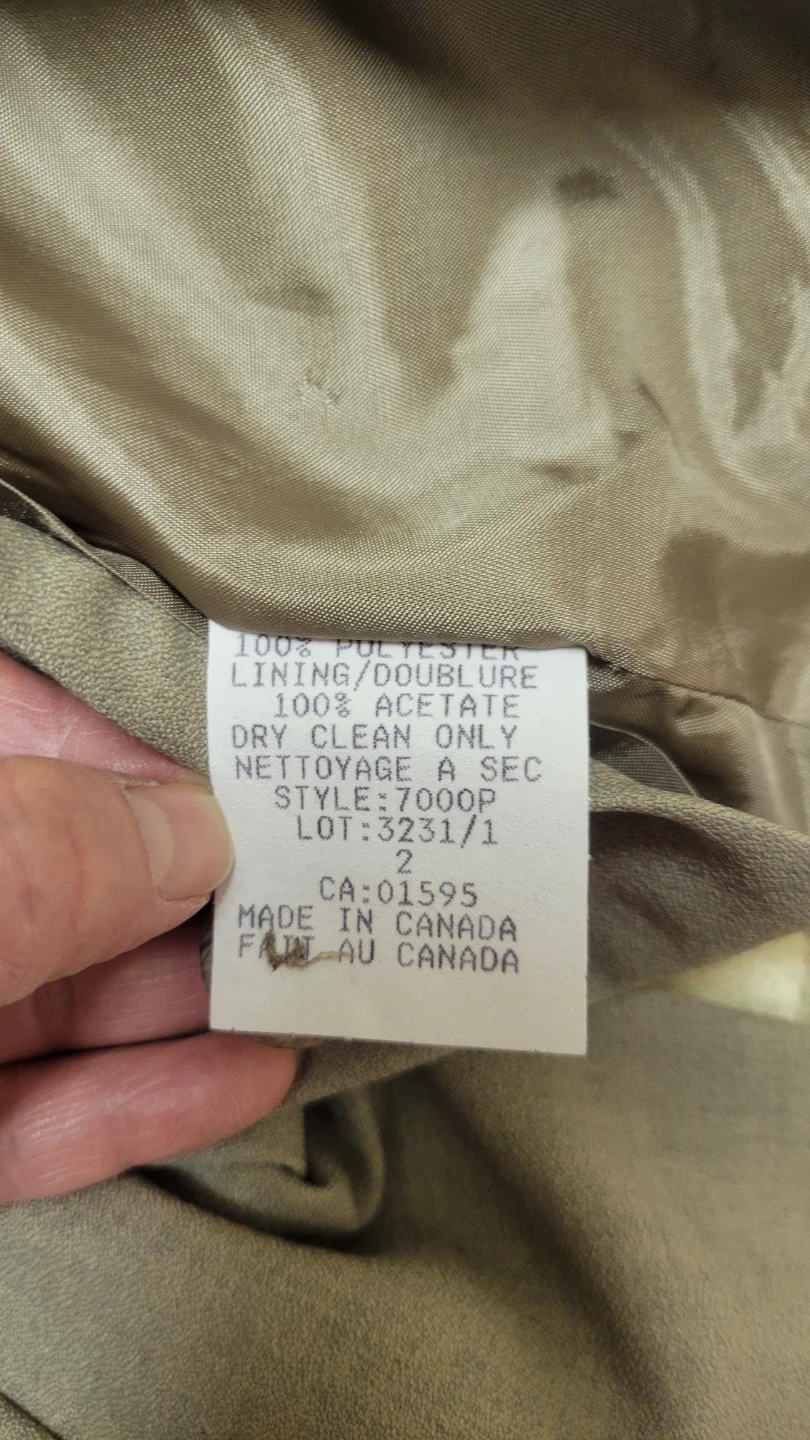 100% POLYESTER
LINING/DOUBLURE
100% ACETATE
DRY CLEAN ONLY
NETTOYAGE A SEC
STYLE:7000P
LOT:3231/1
2
CA:01595
MADE IN CANADA
FAIT AU CANADA